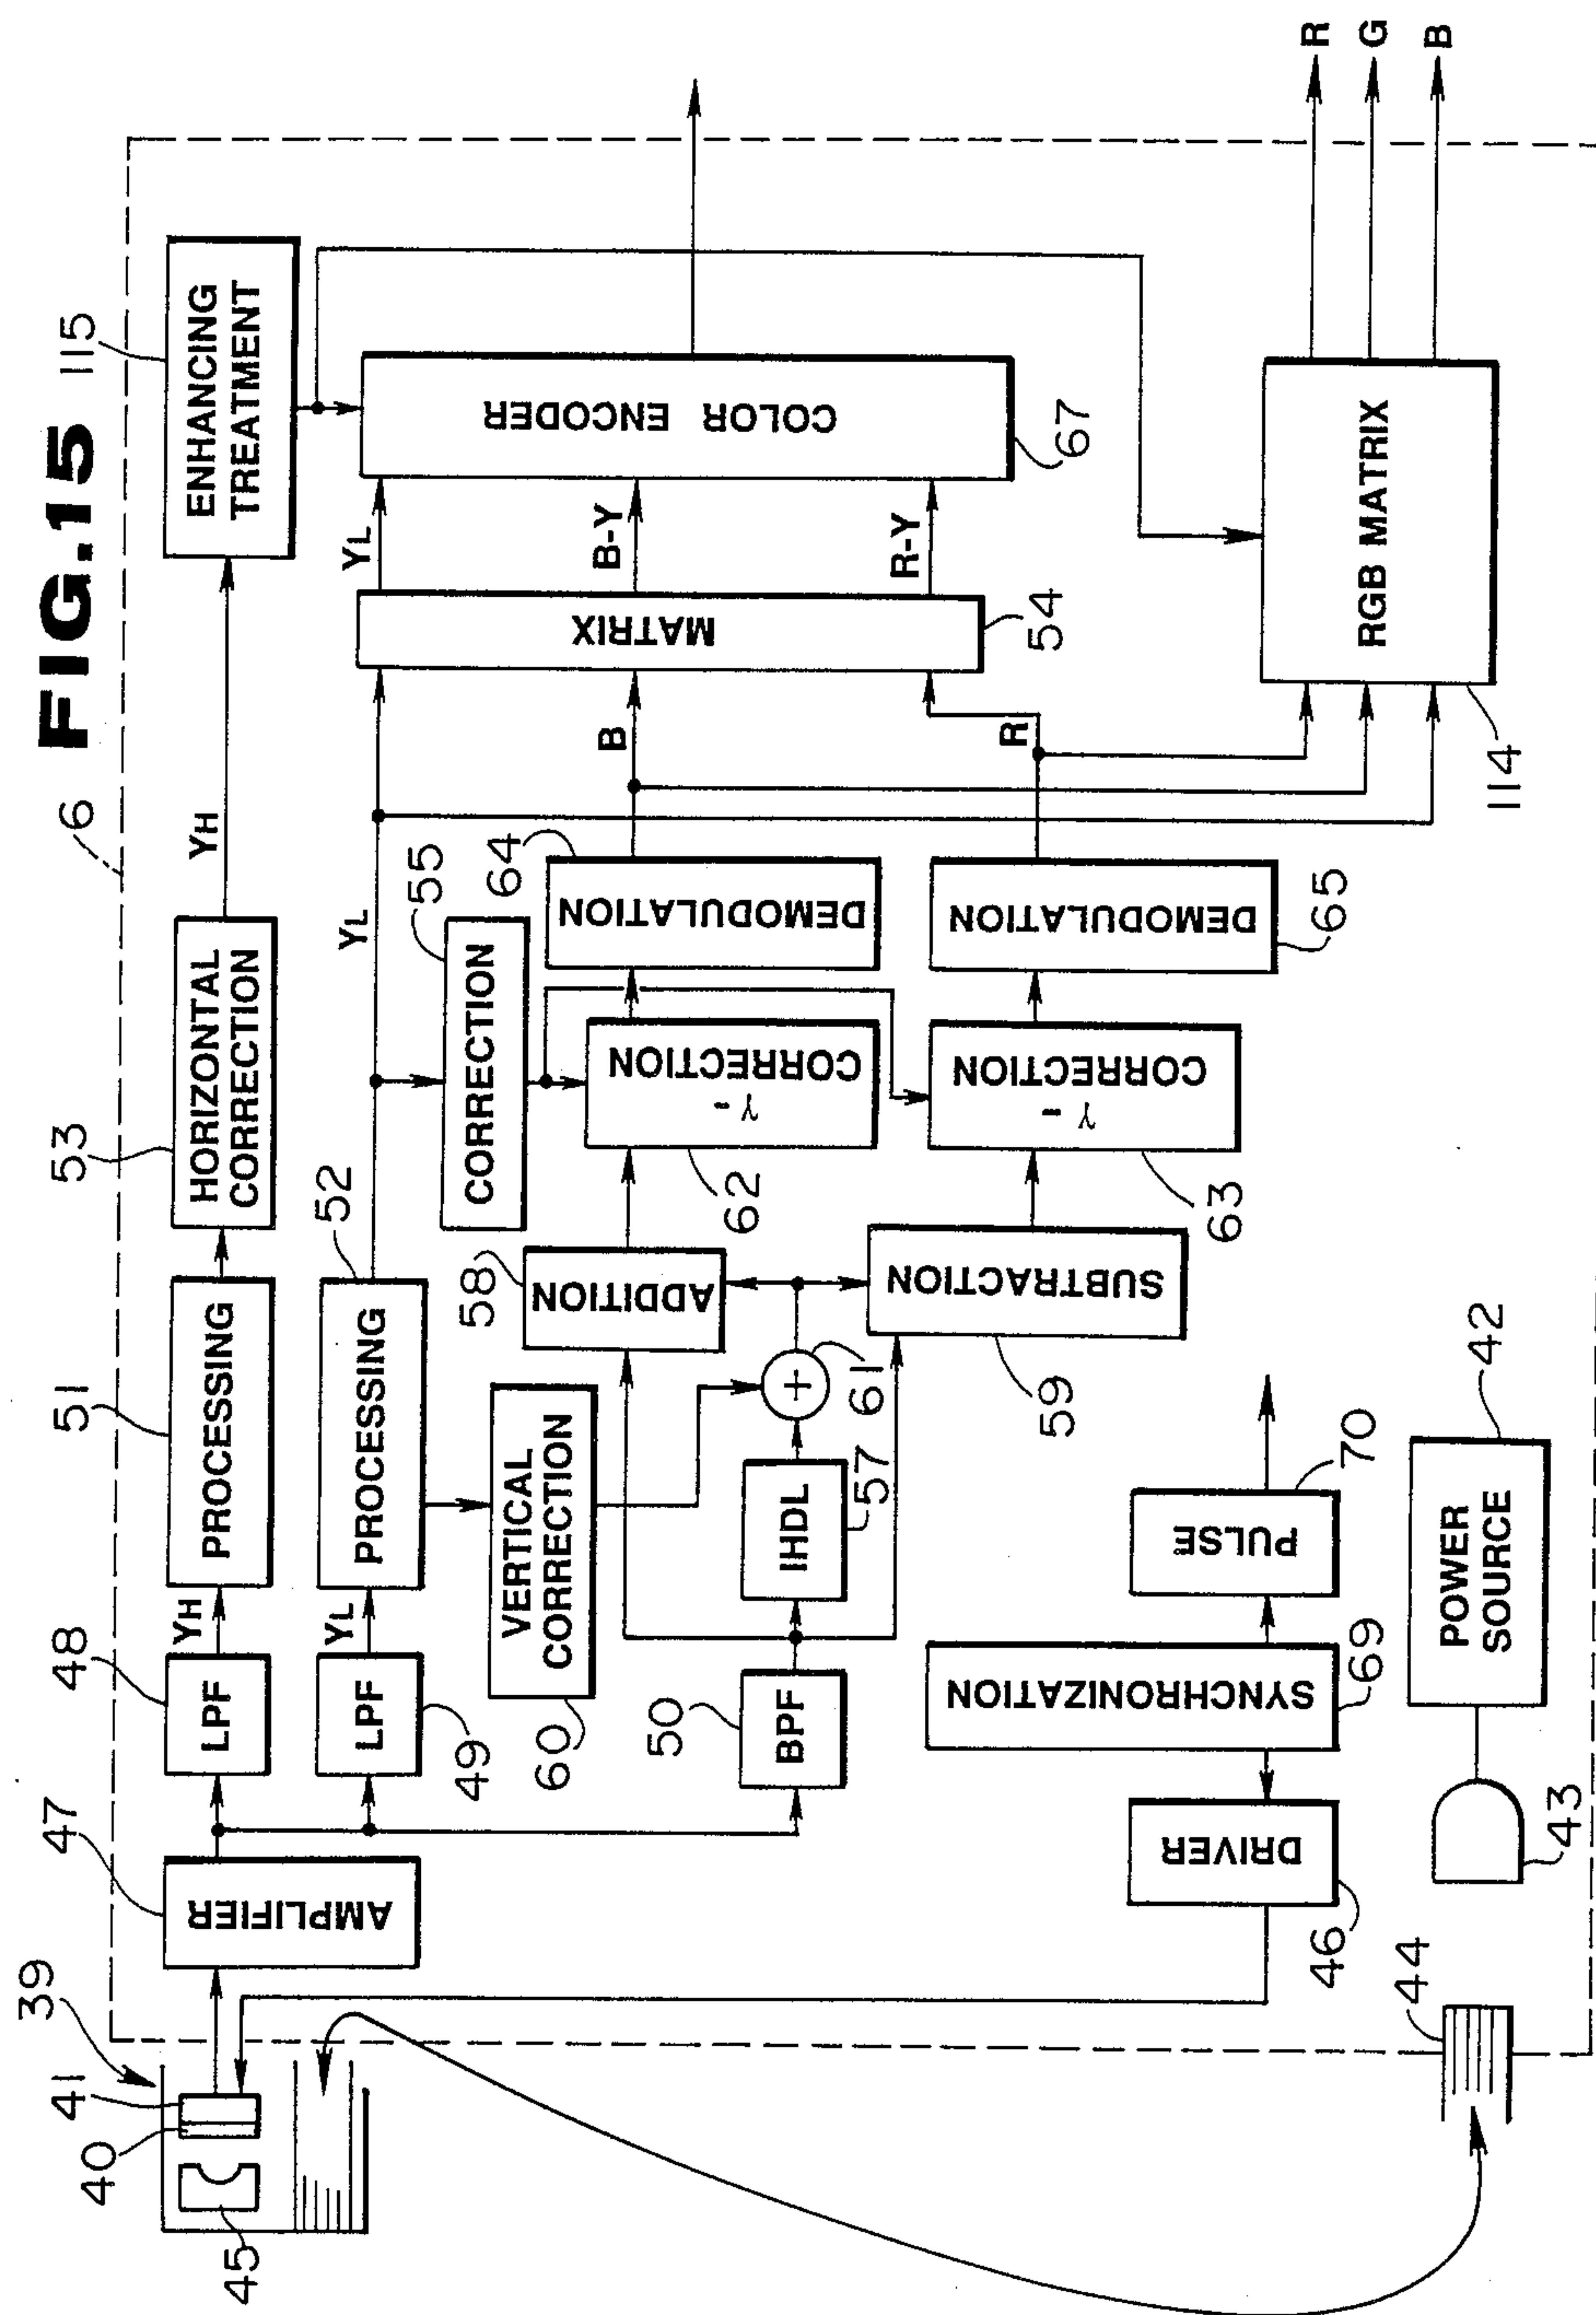 FIG.15
6
39
41
40
45
47
AMPLIFIER
48
LPF
YH
51
PROCESSING
53
HORIZONTAL
CORRECTION
YH
115
ENHANCING
TREATMENT
49
LPF
YL
52
PROCESSING
YL
55
CORRECTION
60
VERTICAL
CORRECTION
50
BPF
57
IHDL
61
+
58
ADDITION
59
SUBTRACTION
62
γ-
CORRECTION
63
γ-
CORRECTION
64
DEMODULATION
65
DEMODULATION
B
R
54
MATRIX
YL
B-Y
R-Y
67
COLOR ENCODER
114
RGB MATRIX
R
G
B
46
DRIVER
69
SYNCHRONIZATION
70
PULSE
42
POWER
SOURCE
43
44